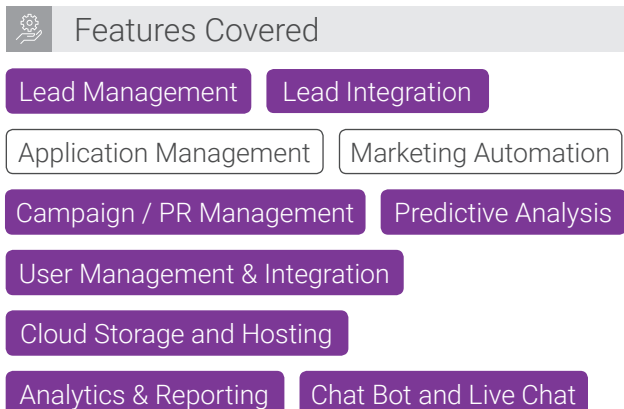 Features Covered
Lead Management Lead Integration
Application Management Marketing Automation
Campaign / PR Management Predictive Analysis
User Management & Integration
Cloud Storage and Hosting
Analytics & Reporting Chat Bot and Live Chat